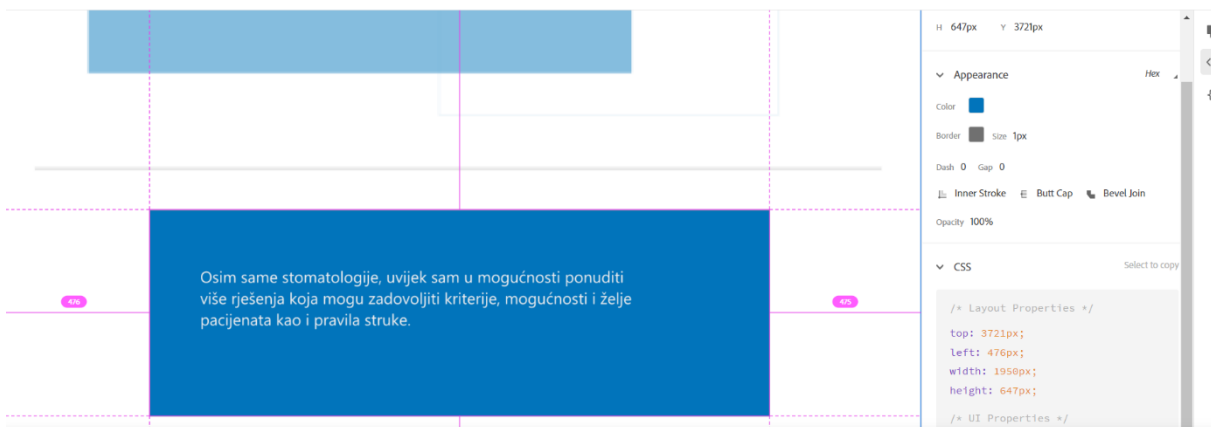 H 647px Y 3721px
Appearance Hex
Color
Border Size 1px
Dash 0 Gap 0
Inner Stroke Butt Cap Bevel Join
Opacity 100%
CSS Select to copy
/* Layout Properties */
top: 3721px;
left: 476px;
width: 1950px;
height: 647px;
/* UI Properties */
Osim same stomatologije, uvijek sam u mogućnosti ponuditi
više rješenja koja mogu zadovoljiti kriterije, mogućnosti i želje
pacijenata kao i pravila struke.
476
475